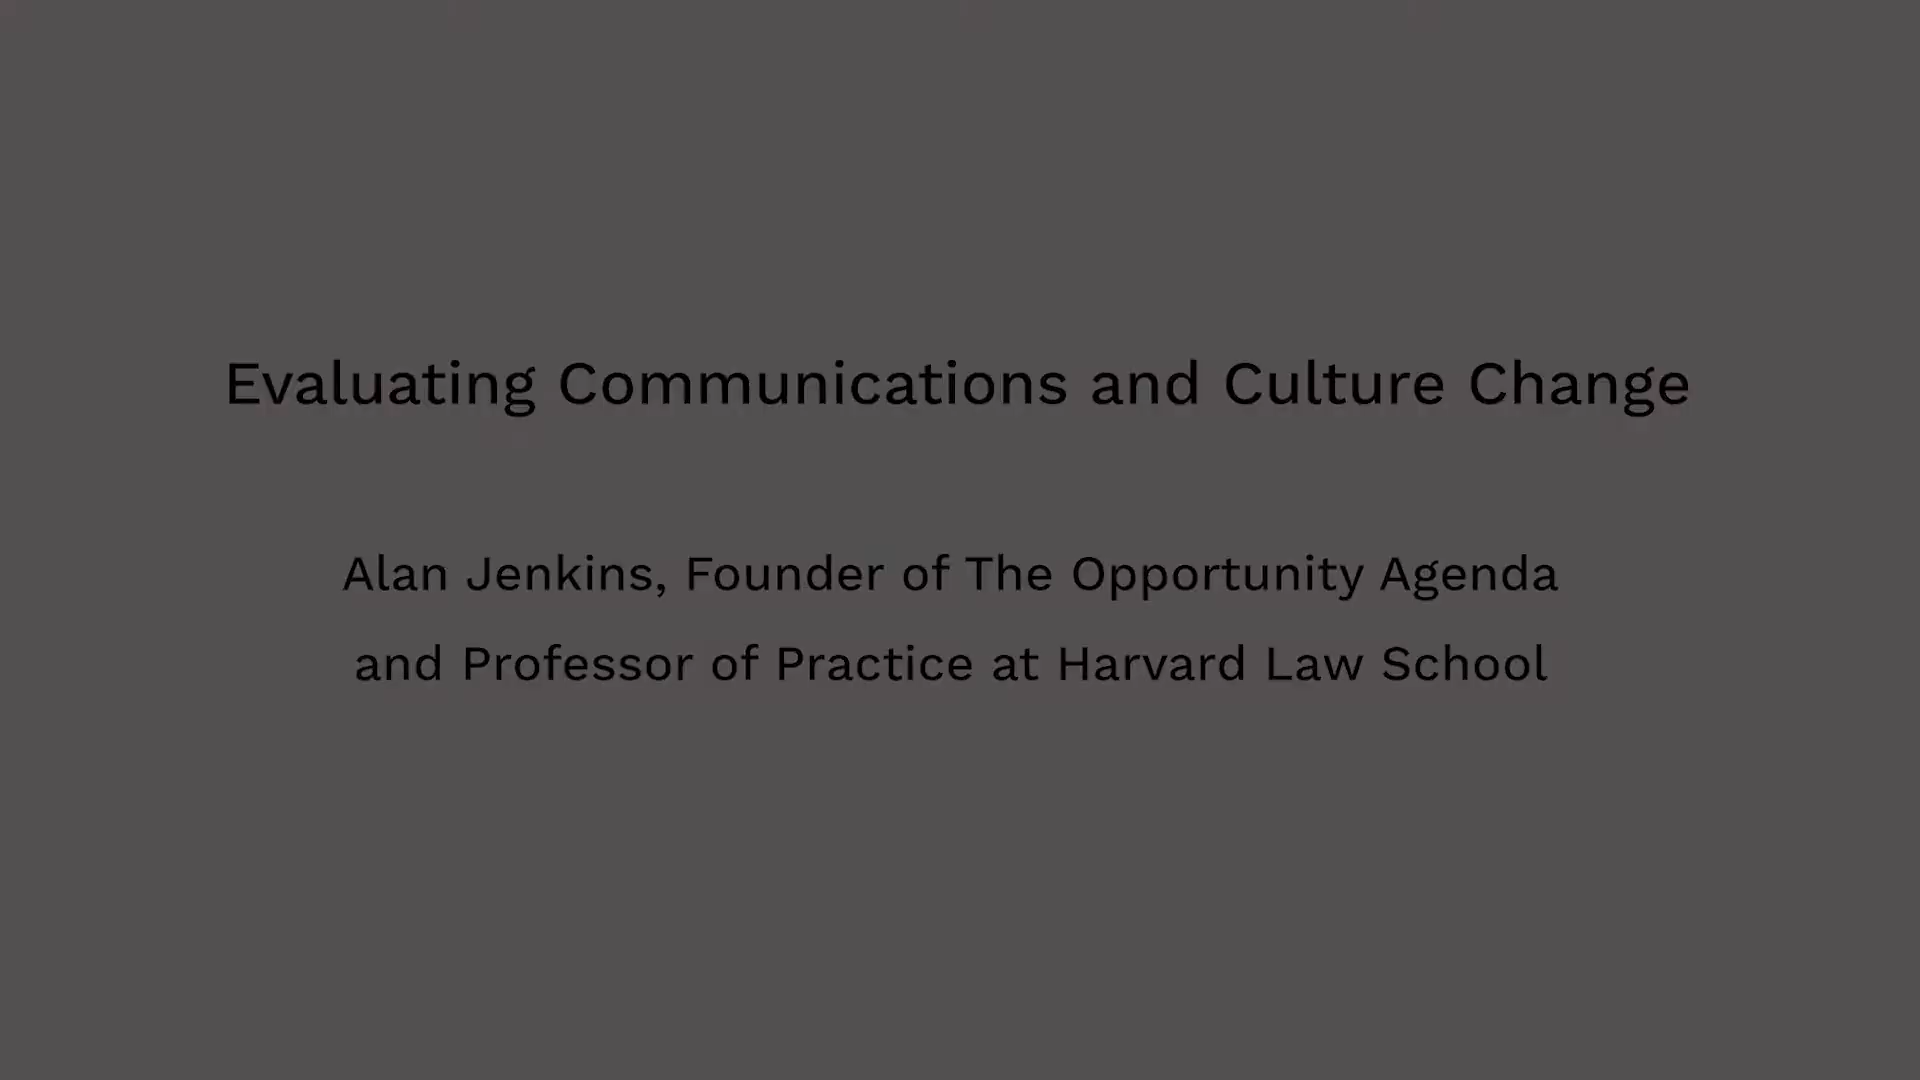 Evaluating Communications and Culture Change
Alan Jenkins, Founder of The Opportunity Agenda
and Professor of Practice at Harvard Law School